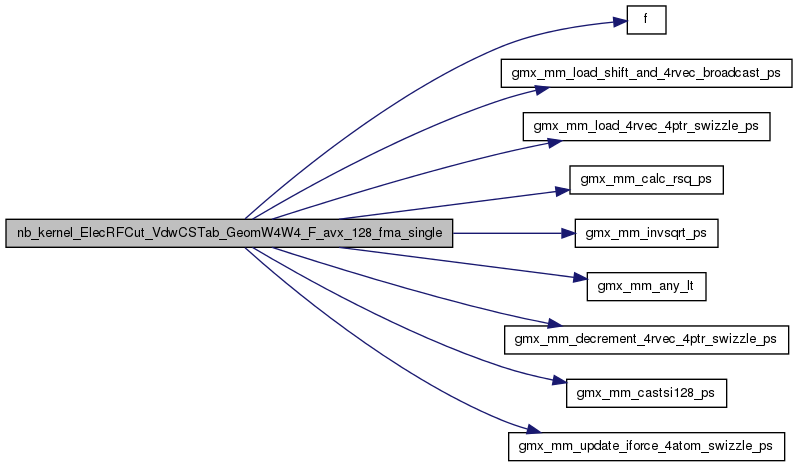 f
gmx_mm_load_shift_and_4rvec_broadcast_ps
gmx_mm_load_4rvec_4ptr_swizzle_ps
gmx_mm_calc_rsq_ps
nb_kernel_ElecRFCut_VdwCSTab_GeomW4W4_F_avx_128_fma_single
gmx_mm_invsqrt_ps
gmx_mm_any_lt
gmx_mm_decrement_4rvec_4ptr_swizzle_ps
gmx_mm_castsi128_ps
gmx_mm_update_iforce_4atom_swizzle_ps